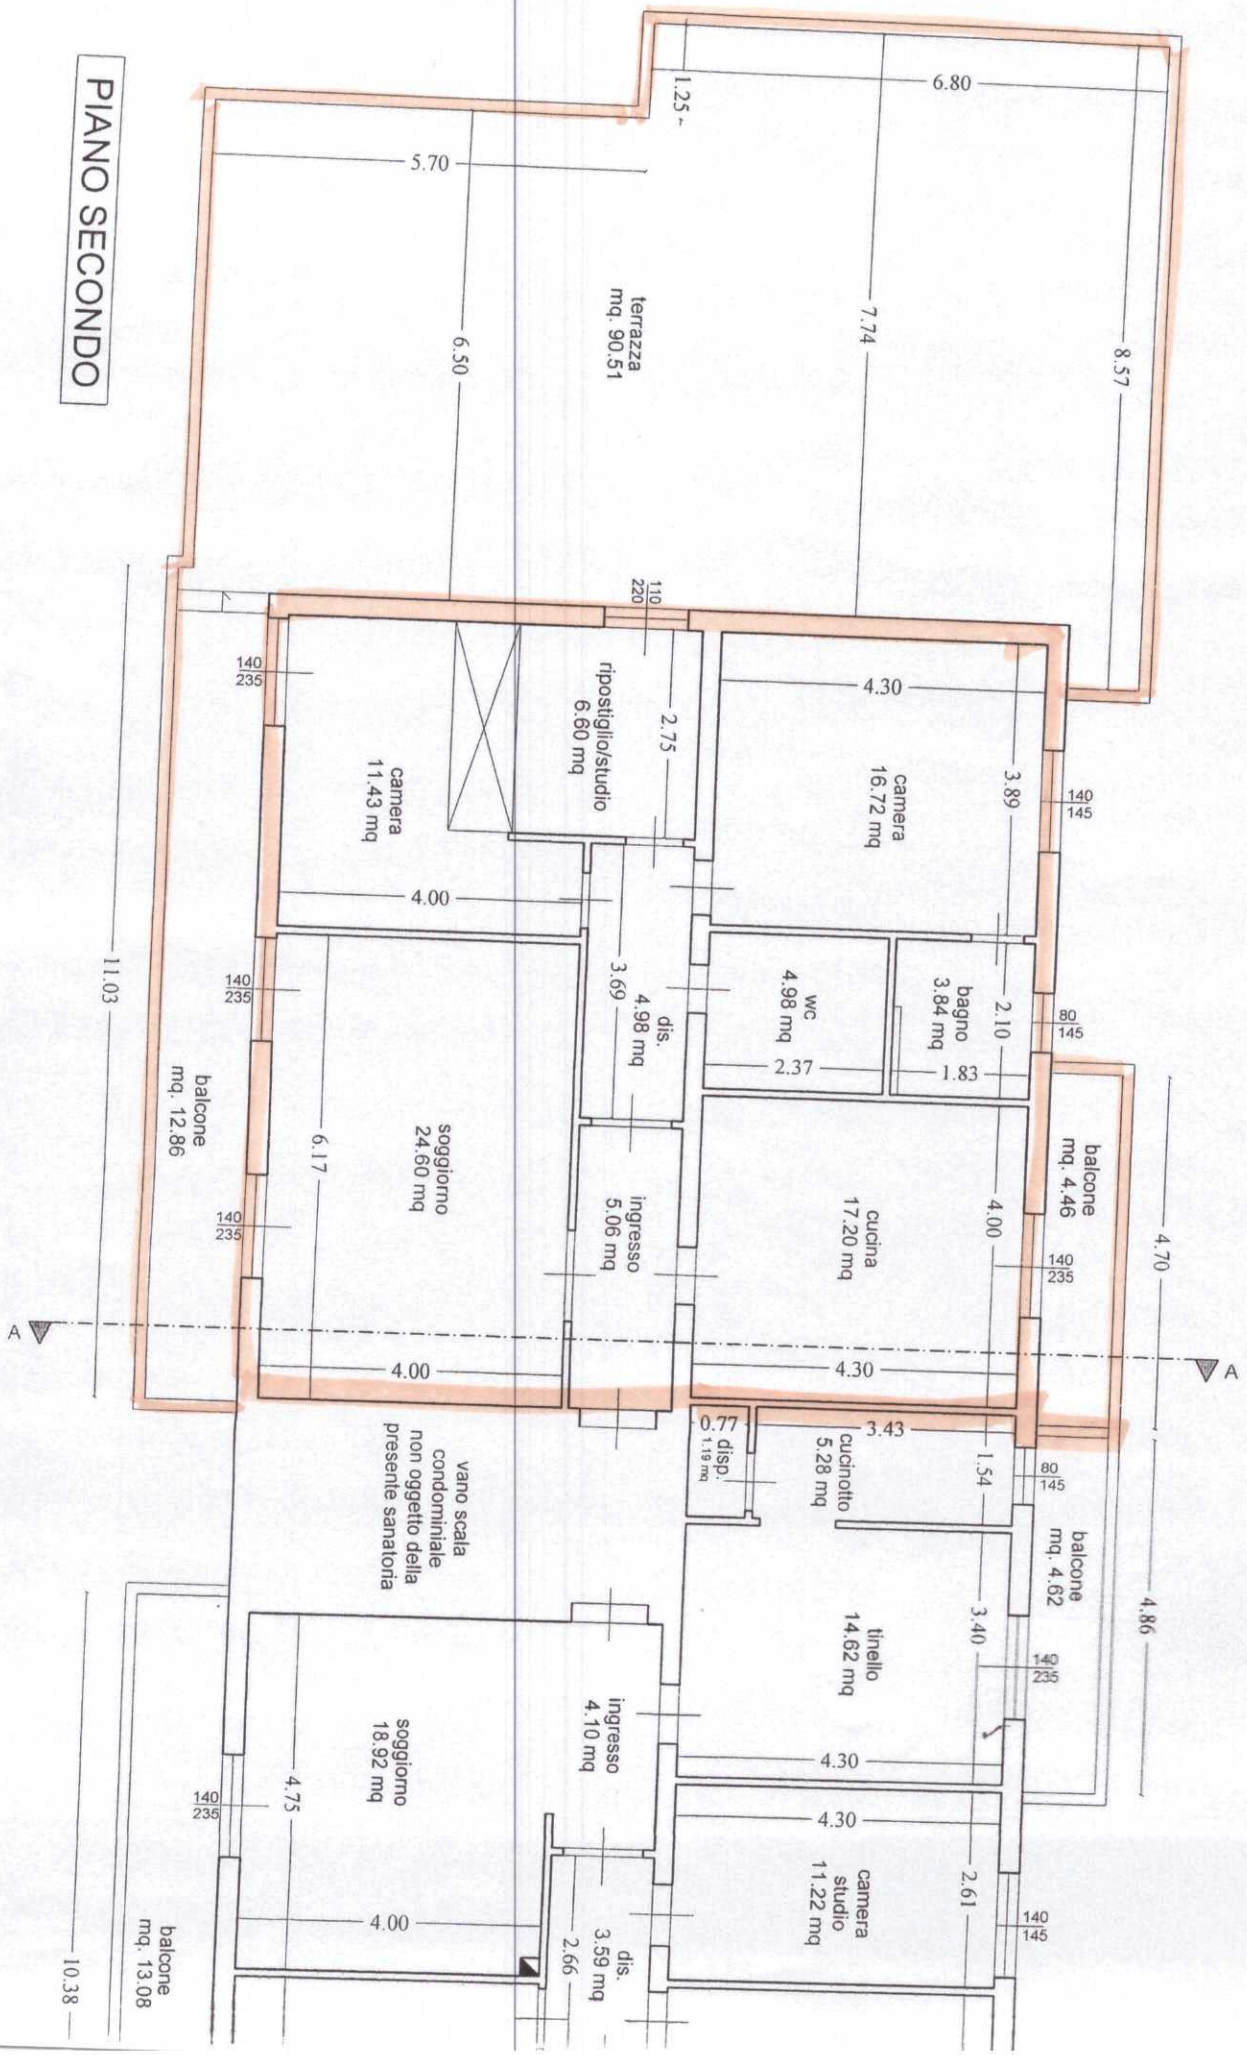 PIANO SECONDO
6.80
1.25
5.70
8.57
7.74
6.50
terrazza
mq. 90.51
110
220
140
235
4.30
3.89
camera
16.72 mq
140
145
ripostiglio/studio
6.60 mq
2.75
camera
11.43 mq
4.00
11.03
140
235
3.69
dis.
4.98 mq
wc
4.98 mq
2.37
bagno
3.84 mq
2.10
1.83
80
145
balcone
mq. 12.86
soggiorno
24.60 mq
6.17
140
235
4.00
ingresso
5.06 mq
cucina
17.20 mq
4.00
4.30
balcone
mq. 4.46
140
235
4.70
A
A
vano scala
condominiale
non oggetto della
presente sanatoria
0.77
disp.
1.19 mq
3.43
cucinotto
5.28 mq
1.54
80
145
balcone
mq. 4.62
4.86
tinello
14.62 mq
3.40
140
235
4.30
ingresso
4.10 mq
soggiorno
18.92 mq
4.75
140
235
4.00
4.30
camera
studio
11.22 mq
2.61
140
145
dis.
3.59 mq
2.66
balcone
mq. 13.08
10.38